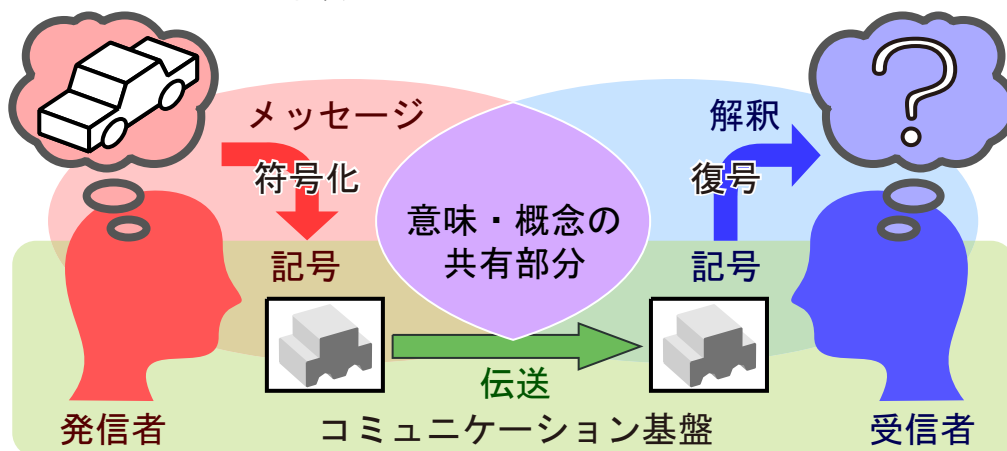 メッセージ
解釈
符号化
復号
意味・概念の
共有部分
記号
記号
伝送
発信者
コミュニケーション基盤
受信者